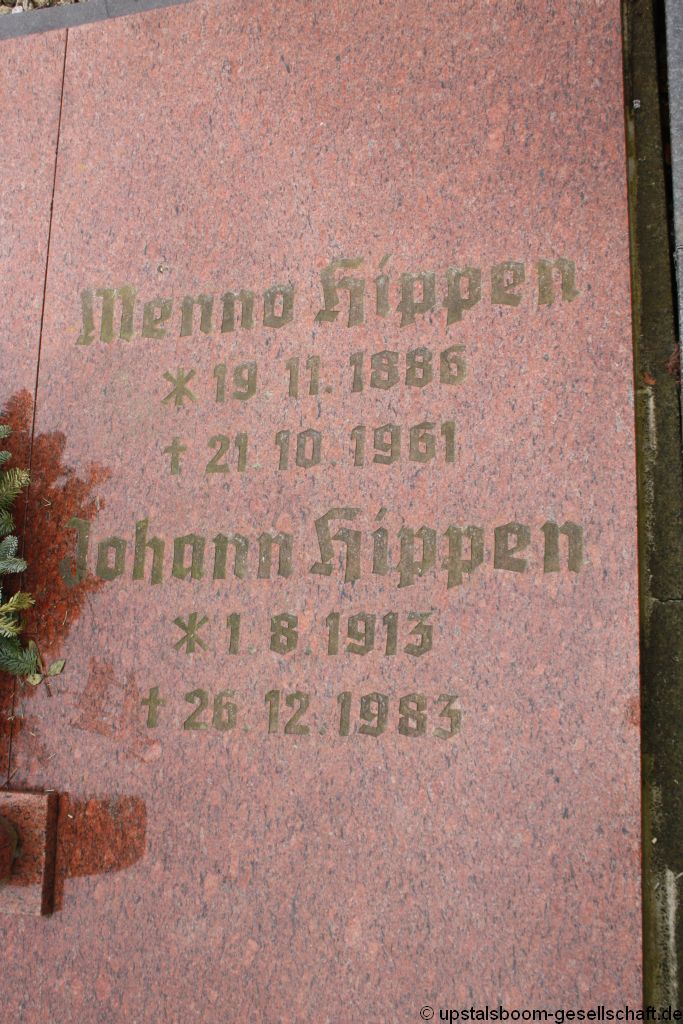 Menno Hippen
* 19. 11. 1886
† 21. 10. 1961
Johann Hippen
* 1. 8. 1913
† 26. 12. 1983
© upstalsboom-gesellschaft.de